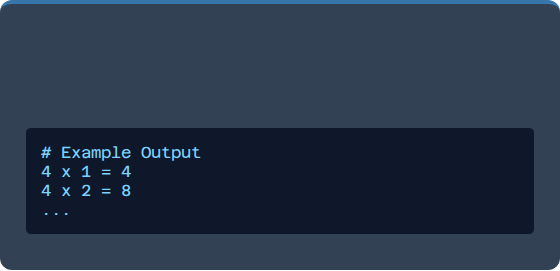 # Example Output
4 x 1 = 4
4 x 2 = 8
...